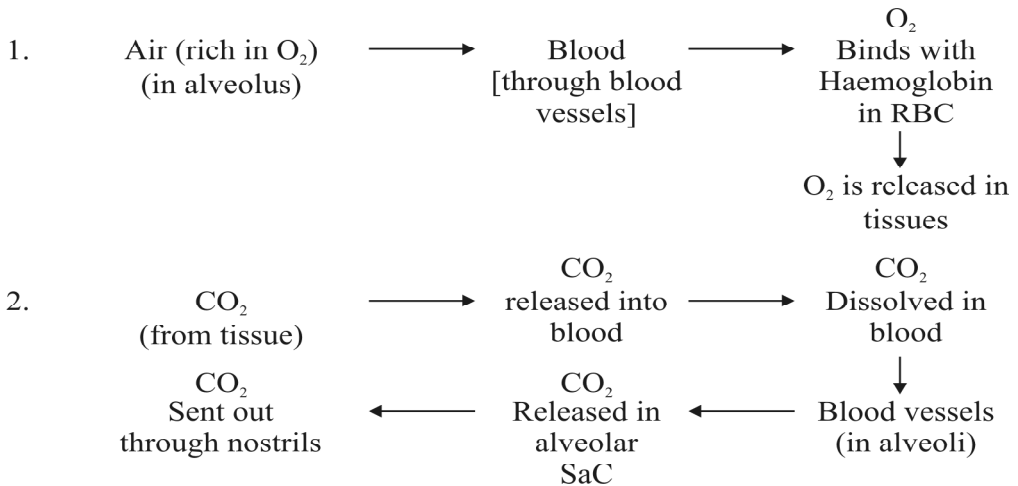 1. Air (rich in O₂) (in alveolus)
Blood [through blood vessels]
O₂ Binds with Haemoglobin in RBC
O₂ is released in tissues
2. CO₂ (from tissue)
CO₂ released into blood
CO₂ Dissolved in blood
Blood vessels (in alveoli)
CO₂ Released in alveolar SaC
CO₂ Sent out through nostrils